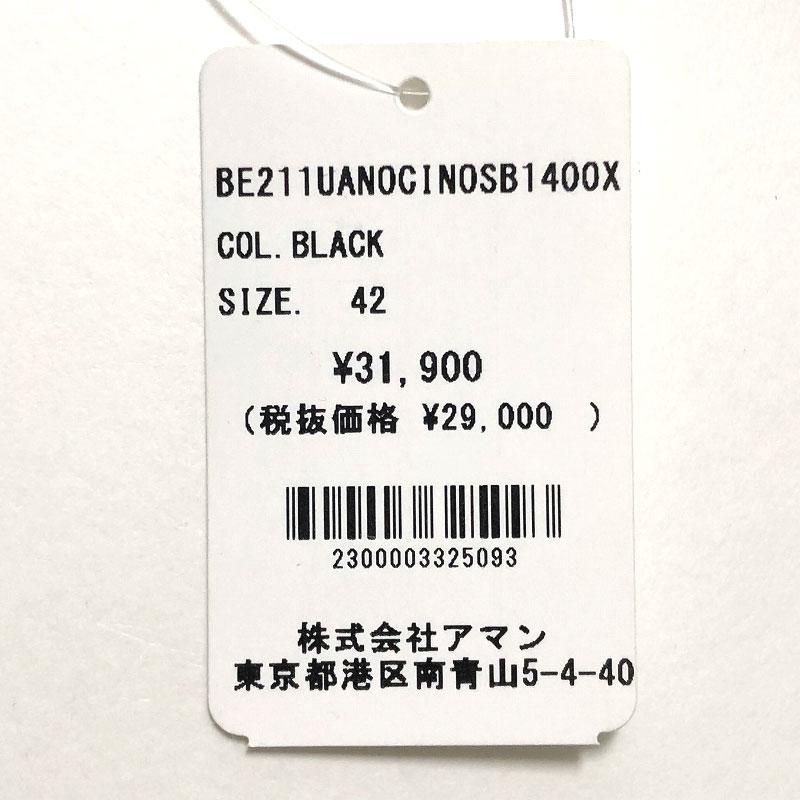 BE211UANOCINOSB1400X
COL.BLACK
SIZE. 42
¥31,900
(税抜価格 ¥29,000 )
2300003325093
株式会社アマン
東京都港区南青山5-4-40